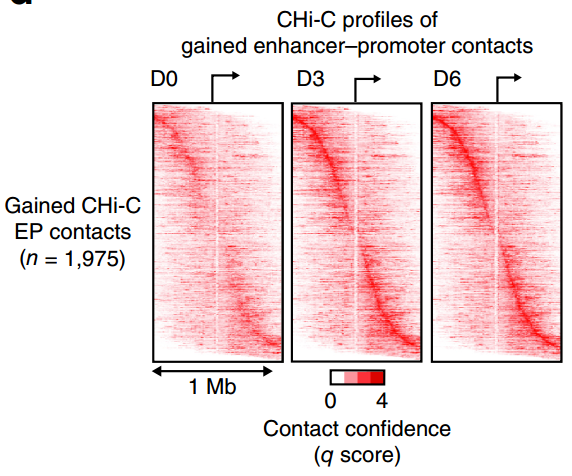 CHi-C profiles of
gained enhancer–promoter contacts
D0 D3 D6
Gained CHi-C
EP contacts
(n = 1,975)
1 Mb
0 4
Contact confidence
(q score)